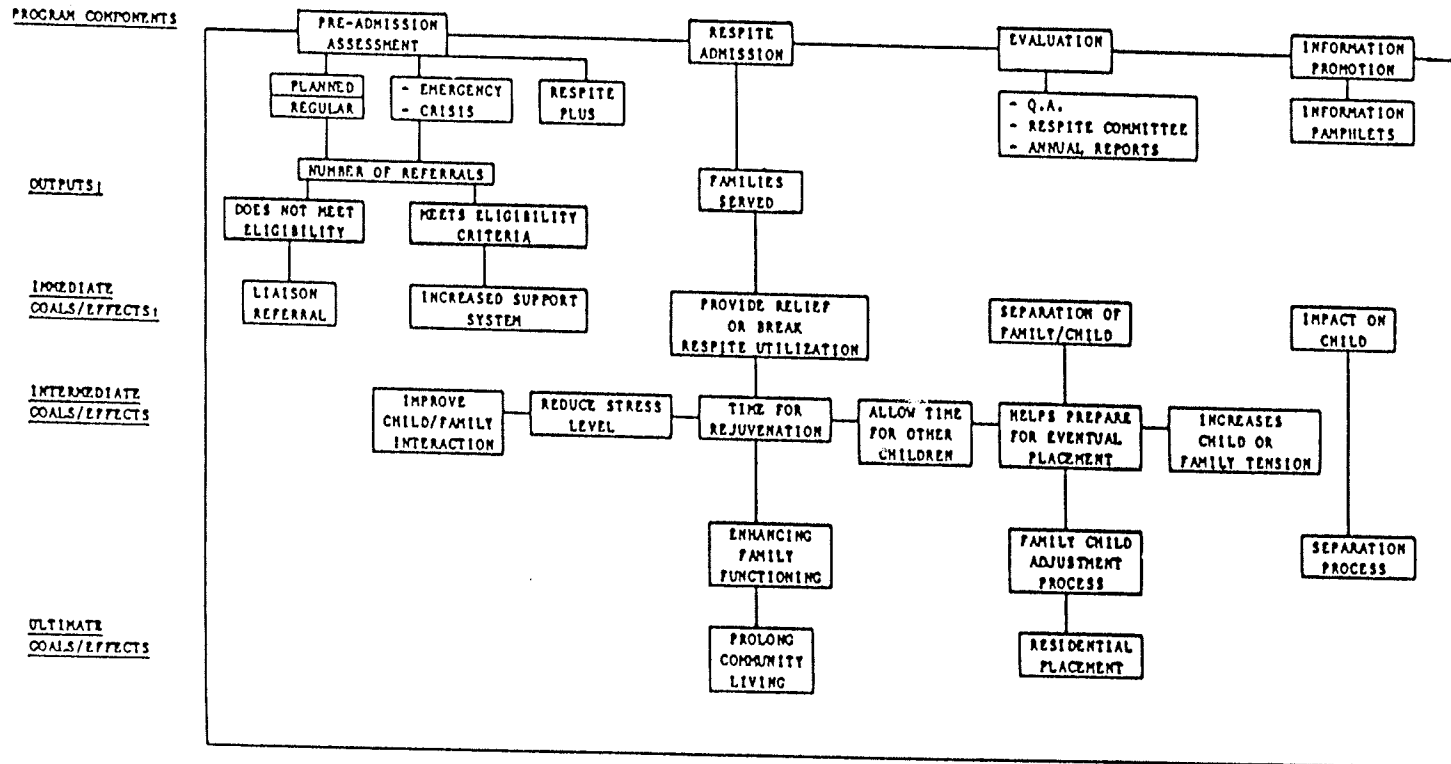 PROGRAM COMPONENTS
PRE-ADMISSION
ASSESSMENT
RESPITE
ADMISSION
EVALUATION
INFORMATION
PROMOTION
PLANNED
REGULAR
- EMERGENCY
- CRISIS
RESPITE
PLUS
- Q.A.
- RESPITE COMMITTEE
- ANNUAL REPORTS
INFORMATION
PAMPHLETS
OUTPUTS:
NUMBER OF REFERRALS
FAMILIES
SERVED
DOES NOT MEET
ELIGIBILITY
MEETS ELIGIBILITY
CRITERIA
IMMEDIATE
GOALS/EFFECTS:
LIAISON
REFERRAL
INCREASED SUPPORT
SYSTEM
PROVIDE RELIEF
OR BREAK
RESPITE UTILIZATION
SEPARATION OF
FAMILY/CHILD
IMPACT ON
CHILD
INTERMEDIATE
GOALS/EFFECTS
IMPROVE
CHILD/FAMILY
INTERACTION
REDUCE STRESS
LEVEL
TIME FOR
REJUVENATION
ALLOW TIME
FOR OTHER
CHILDREN
HELPS PREPARE
FOR EVENTUAL
PLACEMENT
INCREASES
CHILD OR
FAMILY TENSION
ENHANCING
FAMILY
FUNCTIONING
FAMILY CHILD
ADJUSTMENT
PROCESS
SEPARATION
PROCESS
ULTIMATE
GOALS/EFFECTS
PROLONG
COMMUNITY
LIVING
RESIDENTIAL
PLACEMENT